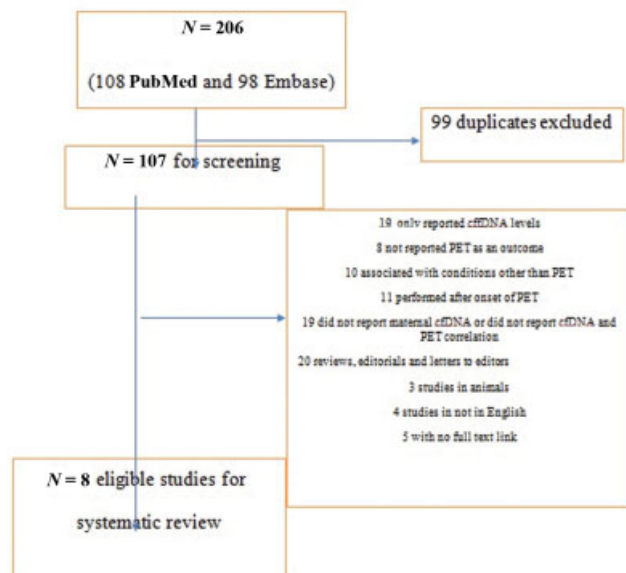 N = 206
(108 PubMed and 98 Embase)
99 duplicates excluded
N = 107 for screening
19 only reported cffDNA levels
8 not reported PET as an outcome
10 associated with conditions other than PET
11 performed after onset of PET
19 did not report maternal cfDNA or did not report cfDNA and
PET correlation
20 reviews, editorials and letters to editors
3 studies in animals
4 studies in not in English
5 with no full text link
N = 8 eligible studies for
systematic review